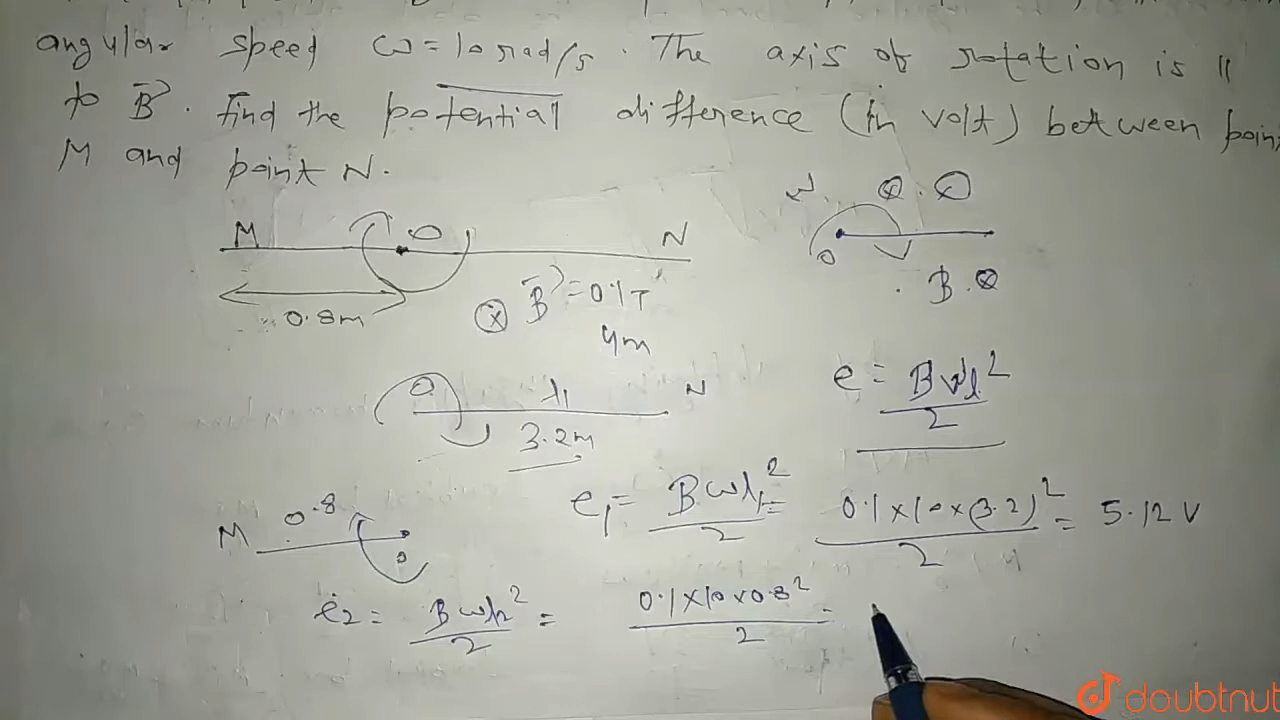 angular speed ω = 10 rad/s. The axis of rotation is ||
to B⃗. Find the potential difference (in volt) between poin
M and point N.
M O N
0.8m
ⓧ B⃗ = 0.1T
4m
ω ⊗ . O
O
. B . ⊗
O l₁ N
3.2m
e = Bωl²/2
M 0.8
O
e₁ = Bωl₁²/2 = 0.1×10×(3.2)²/2 = 5.12 V
e₂ = Bωl₂²/2 = 0.1×10×0.8²/2 =
doubtnut